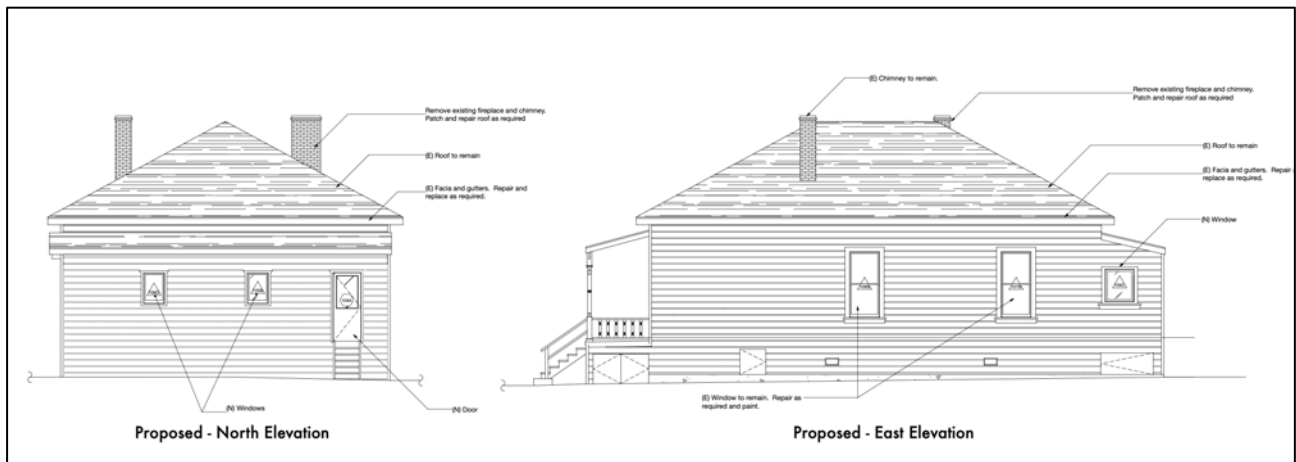 Remove existing fireplace and chimney.
Patch and repair roof as required
(E) Roof to remain
(E) Facia and gutters. Repair and
replace as required.
(N) Windows
(N) Door
Proposed - North Elevation
(E) Chimney to remain.
Remove existing fireplace and chimney.
Patch and repair roof as required
(E) Roof to remain
(E) Facia and gutters. Repair
replace as required.
(N) Window
(E) Window to remain. Repair as
required and paint.
Proposed - East Elevation